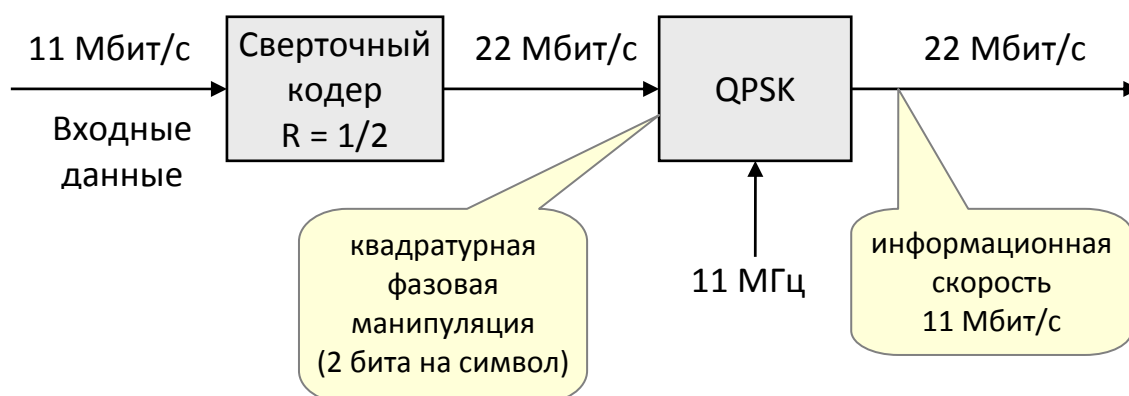 11 Мбит/с
Входные
данные
Сверточный
кодер
R = 1/2
22 Мбит/с
QPSK
22 Мбит/с
11 МГц
квадратурная
фазовая
манипуляция
(2 бита на символ)
информационная
скорость
11 Мбит/с